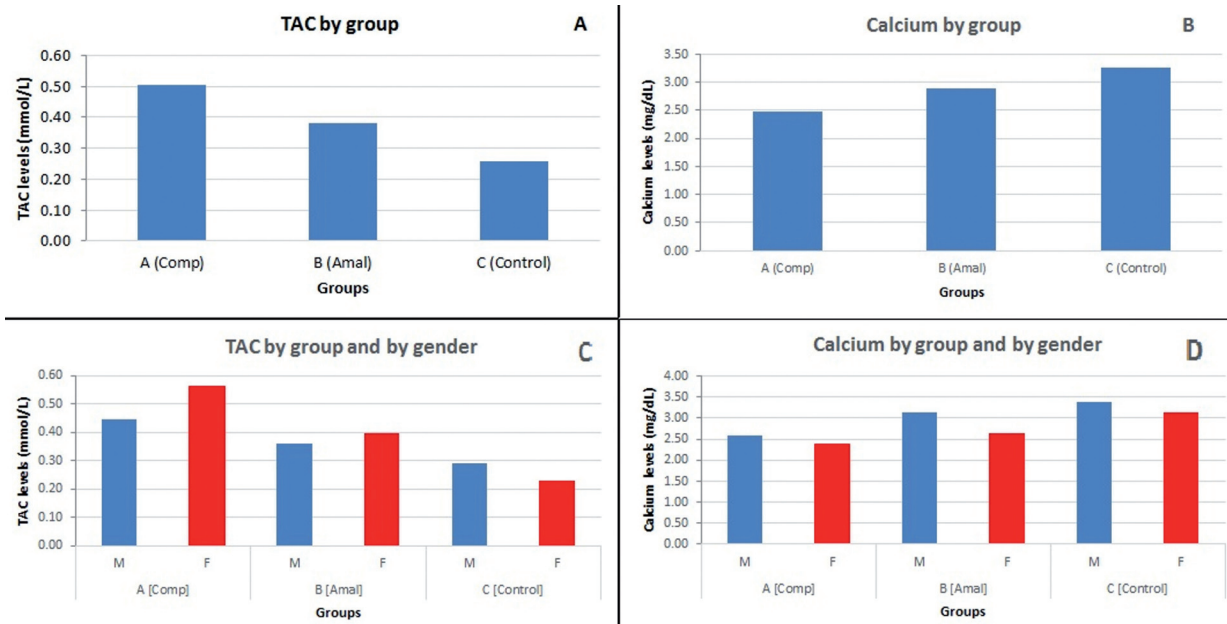 TAC by group
A
TAC levels (mmol/L)
0.60
0.50
0.40
0.30
0.20
0.10
0.00
A (Comp) B (Amal) C (Control)
Groups
Calcium by group
B
Calcium levels (mg/dL)
3.50
3.00
2.50
2.00
1.50
1.00
0.50
0.00
A (Comp) B (Amal) C (Control)
Groups
TAC by group and by gender
C
TAC levels (mmol/L)
0.60
0.50
0.40
0.30
0.20
0.10
0.00
M F M F M F
A [Comp] B [Amal] C [Control]
Groups
Calcium by group and by gender
D
Calcium levels (mg/dL)
4.00
3.50
3.00
2.50
2.00
1.50
1.00
0.50
0.00
M F M F M F
A [Comp] B [Amal] C [Control]
Groups